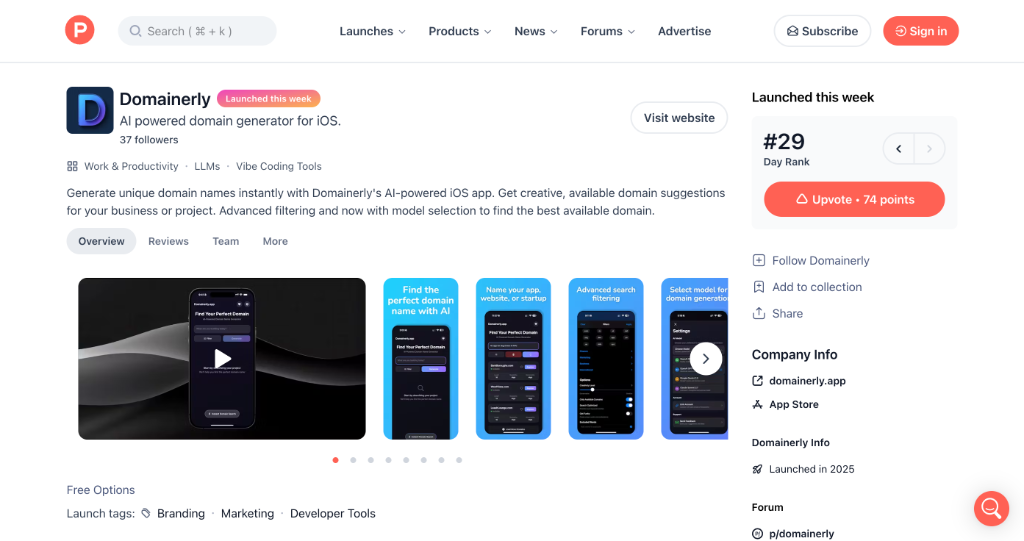 P
Search ( ⌘ + k )
Launches
Products
News
Forums
Advertise
Subscribe
Sign in
D
Domainerly
Launched this week
AI powered domain generator for iOS.
37 followers
Visit website
Work & Productivity · LLMs · Vibe Coding Tools
Generate unique domain names instantly with Domainerly's AI-powered iOS app. Get creative, available domain suggestions
for your business or project. Advanced filtering and now with model selection to find the best available domain.
Overview
Reviews
Team
More
Find Your Perfect Domain
Find the
perfect domain
name with AI
Find Your Perfect Domain
Name your app,
website, or startup
Find Your Perfect Domain
Advanced search
filtering
Select model for
domain generation
Settings
Free Options
Launch tags: Branding · Marketing · Developer Tools
Launched this week
#29
Day Rank
Upvote • 74 points
Follow Domainerly
Add to collection
Share
Company Info
domainerly.app
App Store
Domainerly Info
Launched in 2025
Forum
p/domainerly